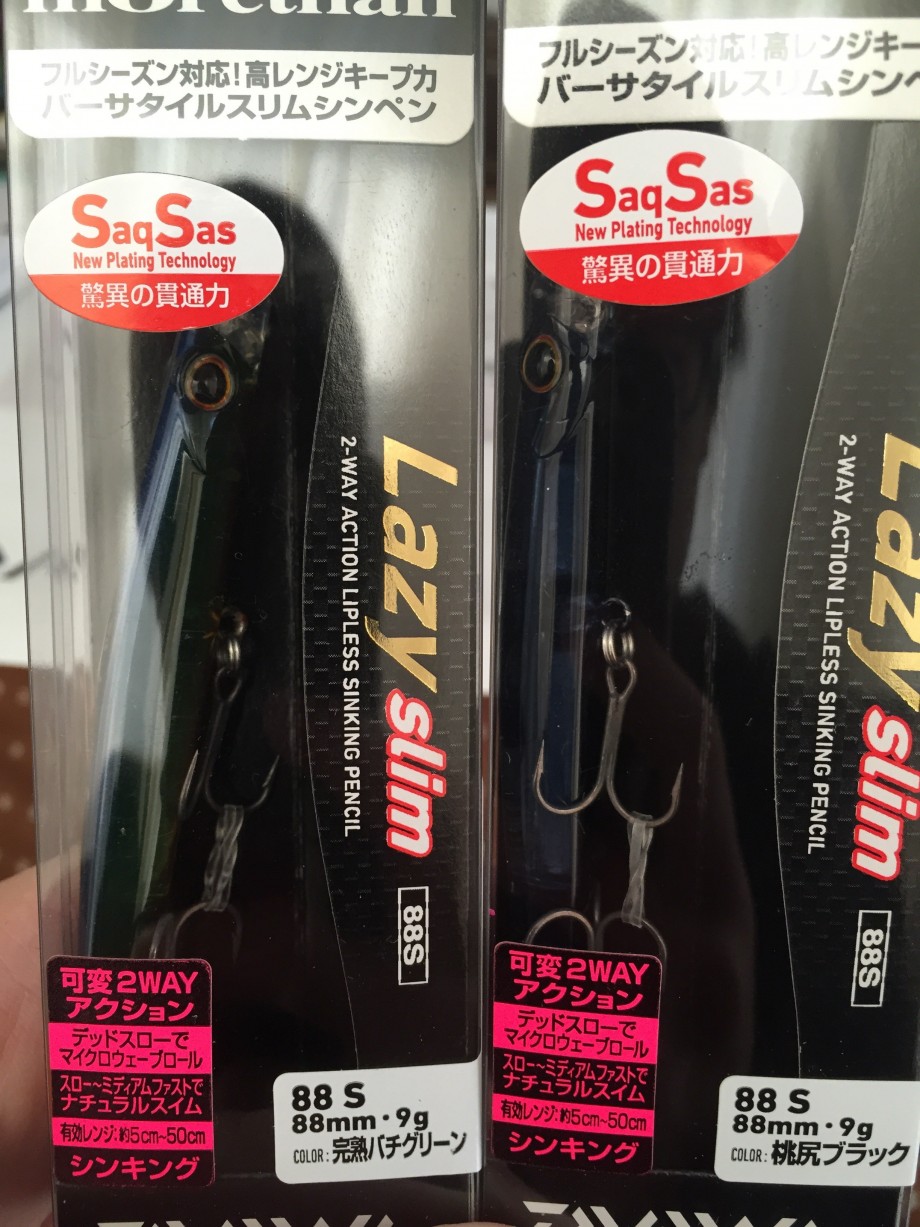 morethan
フルシーズン対応!高レンジキープ力
バーサタイルスリムシンペン
SaqSas
New Plating Technology
驚異の貫通力
Lazy slim
2-WAY ACTION LIPLESS SINKING PENCIL
88S
可変2WAY
アクション
デッドスローで
マイクロウェーブロール
スロー~ミディアムファストで
ナチュラルスイム
有効レンジ:約5cm~50cm
シンキング
88 S
88mm・9g
COLOR:完熟バチグリーン
DAIWA
フルシーズン対応!高レンジキー
バーサタイルスリムシンペ
SaqSas
New Plating Technology
驚異の貫通力
Lazy slim
2-WAY ACTION LIPLESS SINKING PENCIL
88S
可変2WAY
アクション
デッドスローで
マイクロウェーブロール
スロー~ミディアムファストで
ナチュラルスイム
有効レンジ:約5cm~50cm
シンキング
88 S
88mm・9g
COLOR:桃尻ブラック
DAIWA